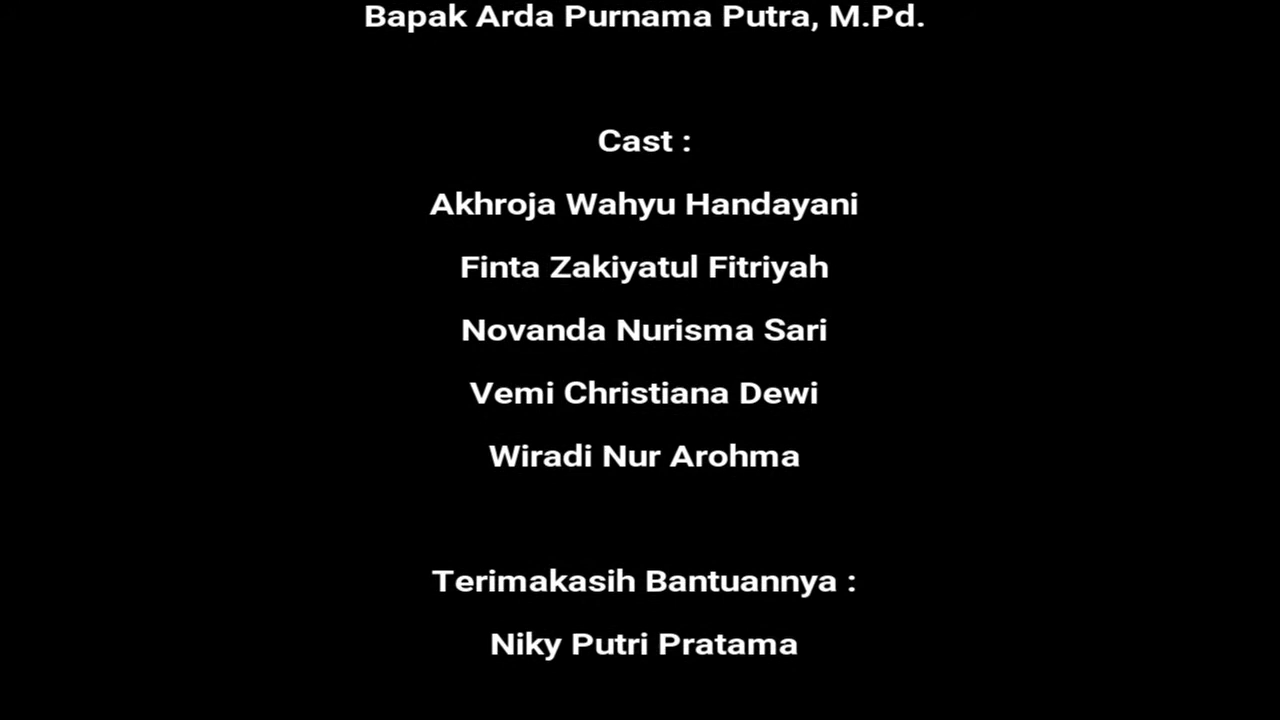 Bapak Arda Purnama Putra, M.Pd.
Cast :
Akhroja Wahyu Handayani
Finta Zakiyatul Fitriyah
Novanda Nurisma Sari
Vemi Christiana Dewi
Wiradi Nur Arohma
Terimakasih Bantuannya :
Niky Putri Pratama